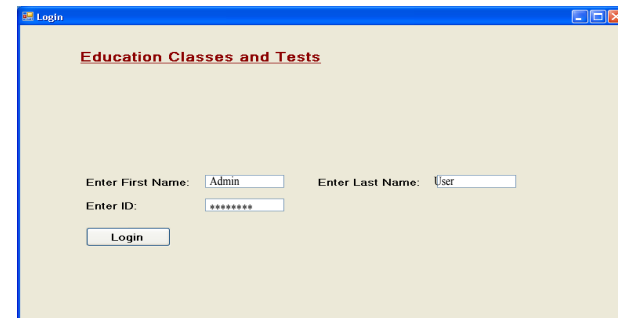 Login
Education Classes and Tests
Enter First Name: Admin Enter Last Name: User
Enter ID: ********
Login